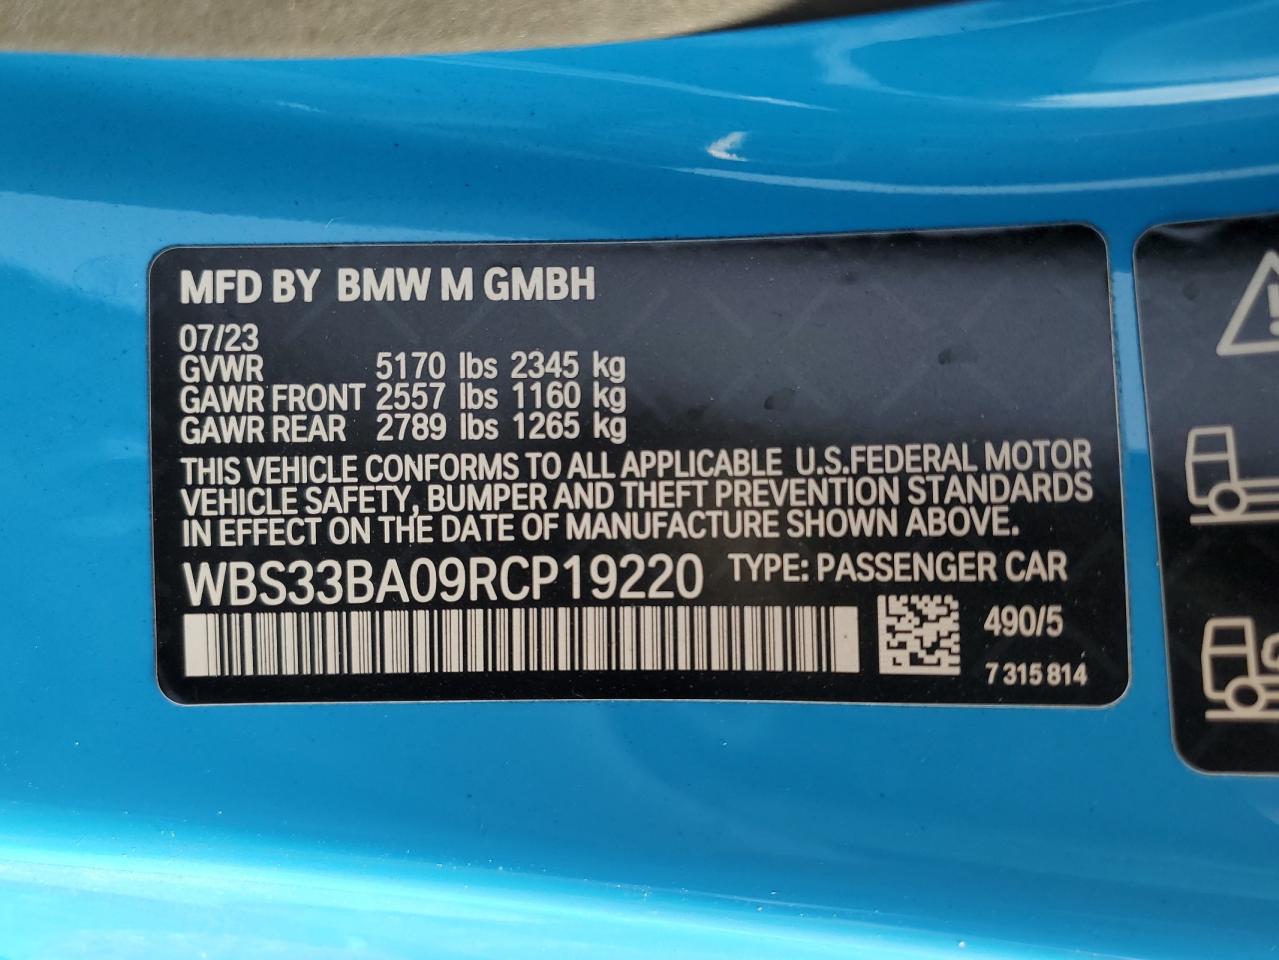 MFD BY BMW M GMBH
07/23
GVWR 5170 lbs 2345 kg
GAWR FRONT 2557 lbs 1160 kg
GAWR REAR 2789 lbs 1265 kg
THIS VEHICLE CONFORMS TO ALL APPLICABLE U.S.FEDERAL MOTOR
VEHICLE SAFETY, BUMPER AND THEFT PREVENTION STANDARDS
IN EFFECT ON THE DATE OF MANUFACTURE SHOWN ABOVE.
WBS33BA09RCP19220 TYPE: PASSENGER CAR
490/5
7 315 814